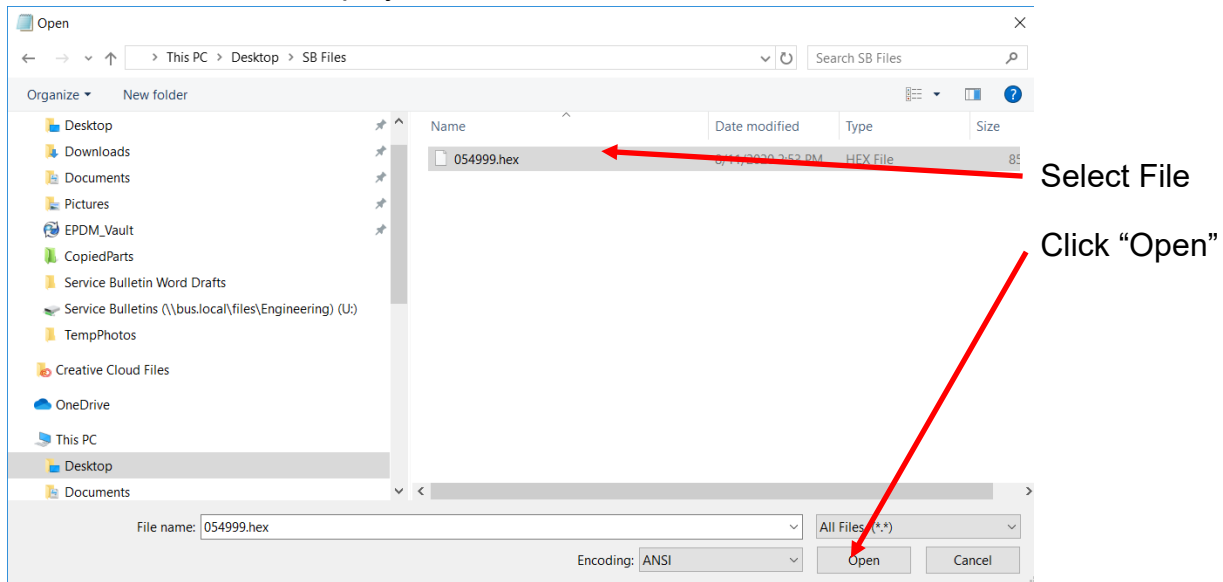 Open
This PC > Desktop > SB Files
Search SB Files
Organize
New folder
Name
Date modified
Type
Size
Desktop
Downloads
Documents
Pictures
EPDM_Vault
CopiedParts
Service Bulletin Word Drafts
Service Bulletins (\\bus.local\files\Engineering) (U:)
TempPhotos
Creative Cloud Files
OneDrive
This PC
Desktop
Documents
054999.hex
HEX File
85
Select File
Click “Open”
File name: 054999.hex
All Files (*.*)
Encoding: ANSI
Open
Cancel